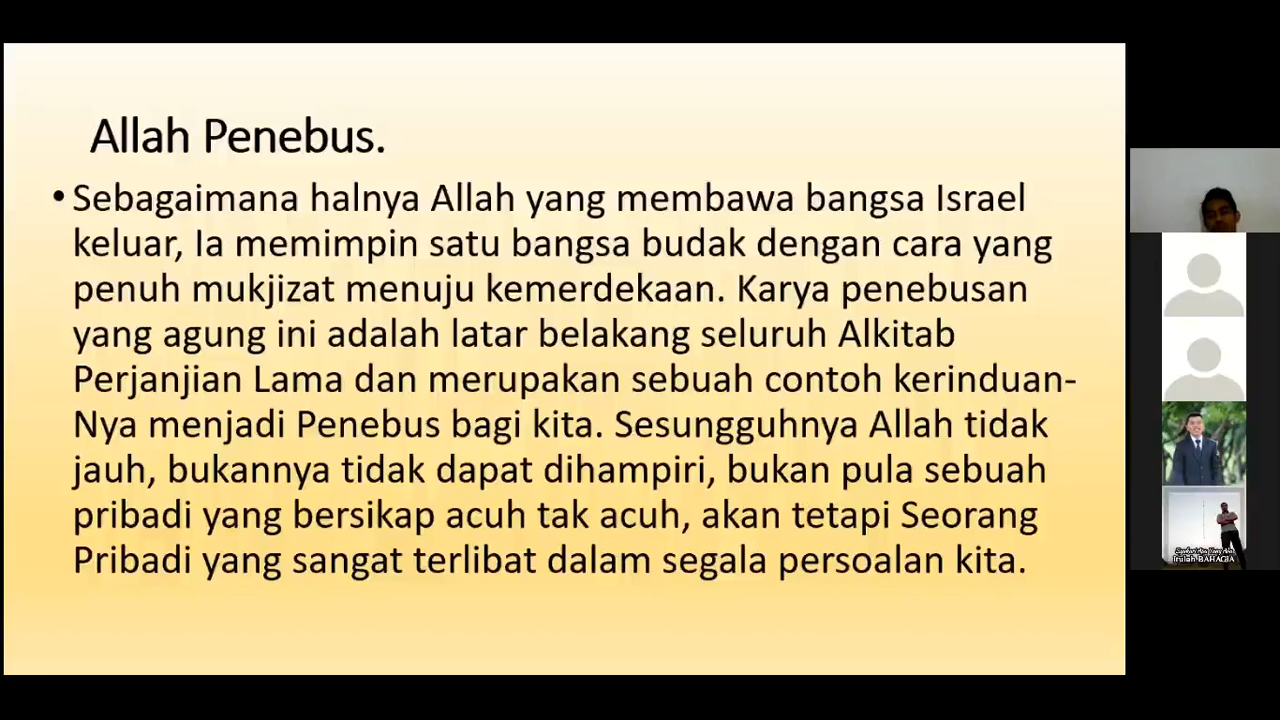 Allah Penebus.
• Sebagaimana halnya Allah yang membawa bangsa Israel
keluar, Ia memimpin satu bangsa budak dengan cara yang
penuh mukjizat menuju kemerdekaan. Karya penebusan
yang agung ini adalah latar belakang seluruh Alkitab
Perjanjian Lama dan merupakan sebuah contoh kerinduan-
Nya menjadi Penebus bagi kita. Sesungguhnya Allah tidak
jauh, bukannya tidak dapat dihampiri, bukan pula sebuah
pribadi yang bersikap acuh tak acuh, akan tetapi Seorang
Pribadi yang sangat terlibat dalam segala persoalan kita.
BAHAGIA